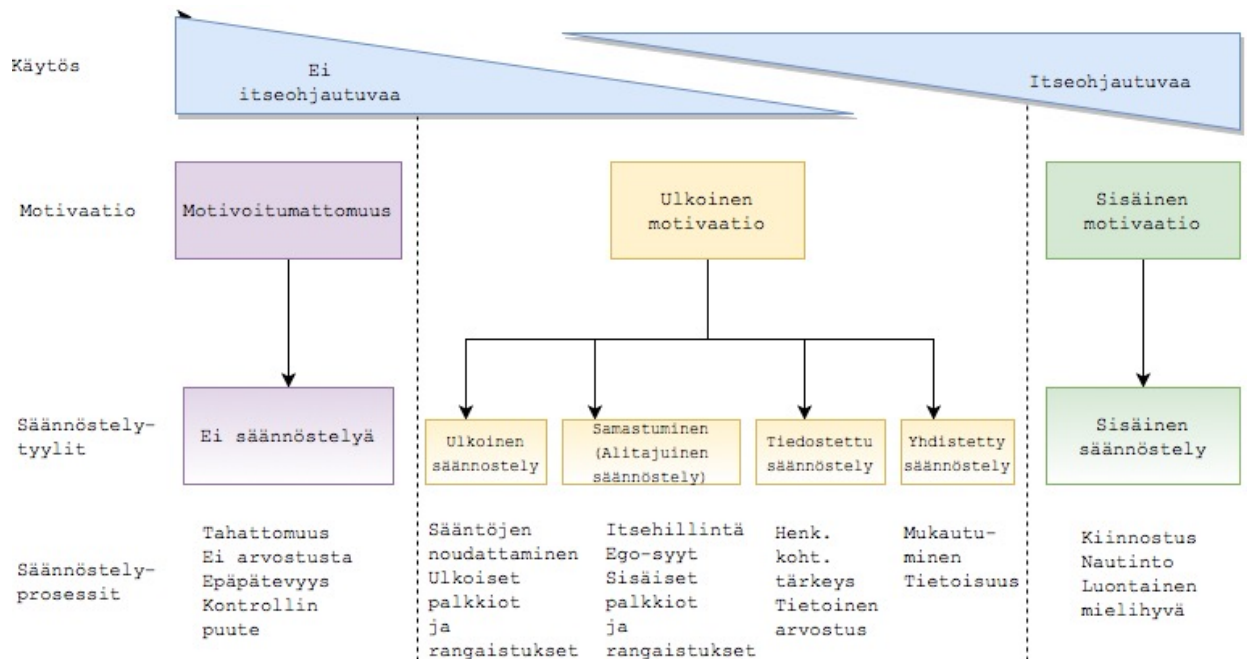 Käytös
Ei
itseohjautuvaa
Itseohjautuvaa
Motivaatio
Motivoitumattomuus
Ulkoinen
motivaatio
Sisäinen
motivaatio
Säännöstely-
tyylit
Ei säännöstelyä
Ulkoinen
säännostely
Samastuminen
(Alitajuinen
säännöstely)
Tiedostettu
säännöstely
Yhdistetty
säännöstely
Sisäinen
säännöstely
Säännöstely-
prosessit
Tahattomuus
Ei arvostusta
Epäpätevyys
Kontrollin
puute
Sääntöjen
noudattaminen
Ulkoiset
palkkiot
ja
rangaistukset
Itsehillintä
Ego-syyt
Sisäiset
palkkiot
ja
rangaistukset
Henk.
koht.
tärkeys
Tietoinen
arvostus
Mukautu-
minen
Tietoisuus
Kiinnostus
Nautinto
Luontainen
mielihyvä